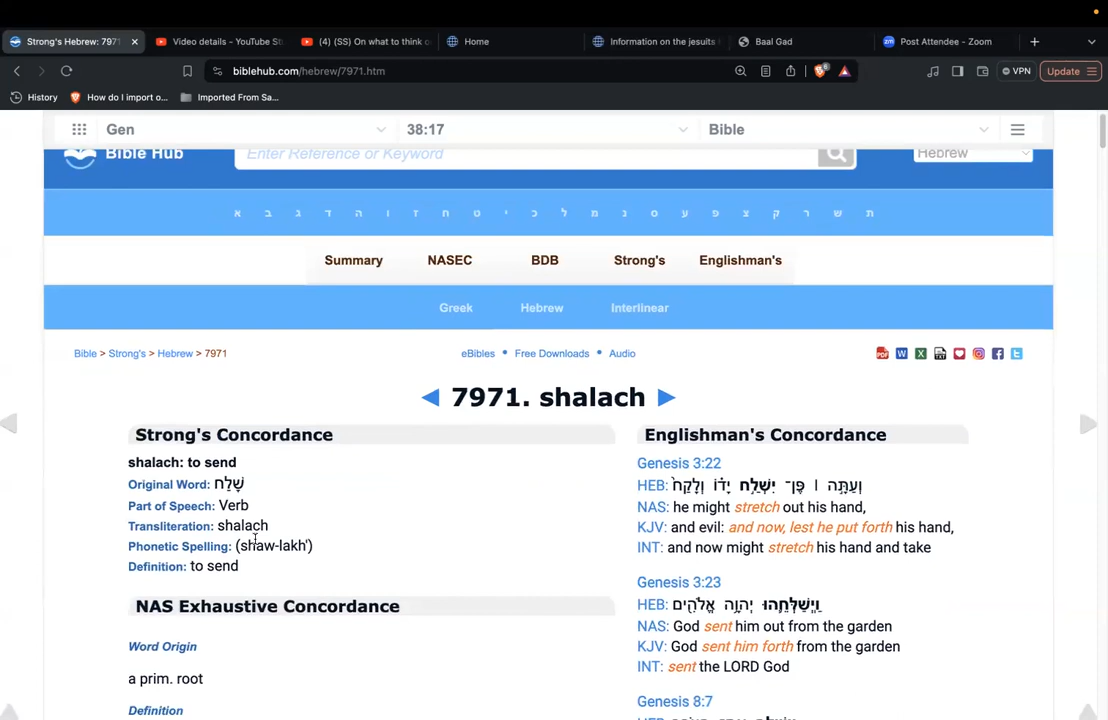 Strong's Hebrew: 7971
Video details - YouTube St
(4) (SS) On what to think o
Home
Information on the jesuits
Baal Gad
Post Attendee - Zoom
biblehub.com/hebrew/7971.htm
VPN
Update
History
How do I import o...
Imported From Sa...
Gen
38:17
Bible
Bible Hub
Enter Reference or Keyword
Hebrew
א ב ג ד ה ו ז ח ט י כ ל מ נ ס ע פ צ ק ר ש ת
Summary
NASEC
BDB
Strong's
Englishman's
Greek
Hebrew
Interlinear
Bible > Strong's > Hebrew > 7971
eBibles • Free Downloads • Audio
◄ 7971. shalach ►
Strong's Concordance
shalach: to send
Original Word: שָׁלַח
Part of Speech: Verb
Transliteration: shalach
Phonetic Spelling: (shaw-lakh')
Definition: to send
NAS Exhaustive Concordance
Word Origin
a prim. root
Definition
Englishman's Concordance
Genesis 3:22
HEB: וְעַתָּ֣ה ׀ פֶּן־ יִשְׁלַ֣ח יָד֗וֹ וְלָקַח֙
NAS: he might stretch out his hand,
KJV: and evil: and now, lest he put forth his hand,
INT: and now might stretch his hand and take
Genesis 3:23
HEB: וַֽיְשַׁלְּחֵ֛הוּ יְהוָ֥ה אֱלֹהִ֖ים
NAS: God sent him out from the garden
KJV: God sent him forth from the garden
INT: sent the LORD God
Genesis 8:7